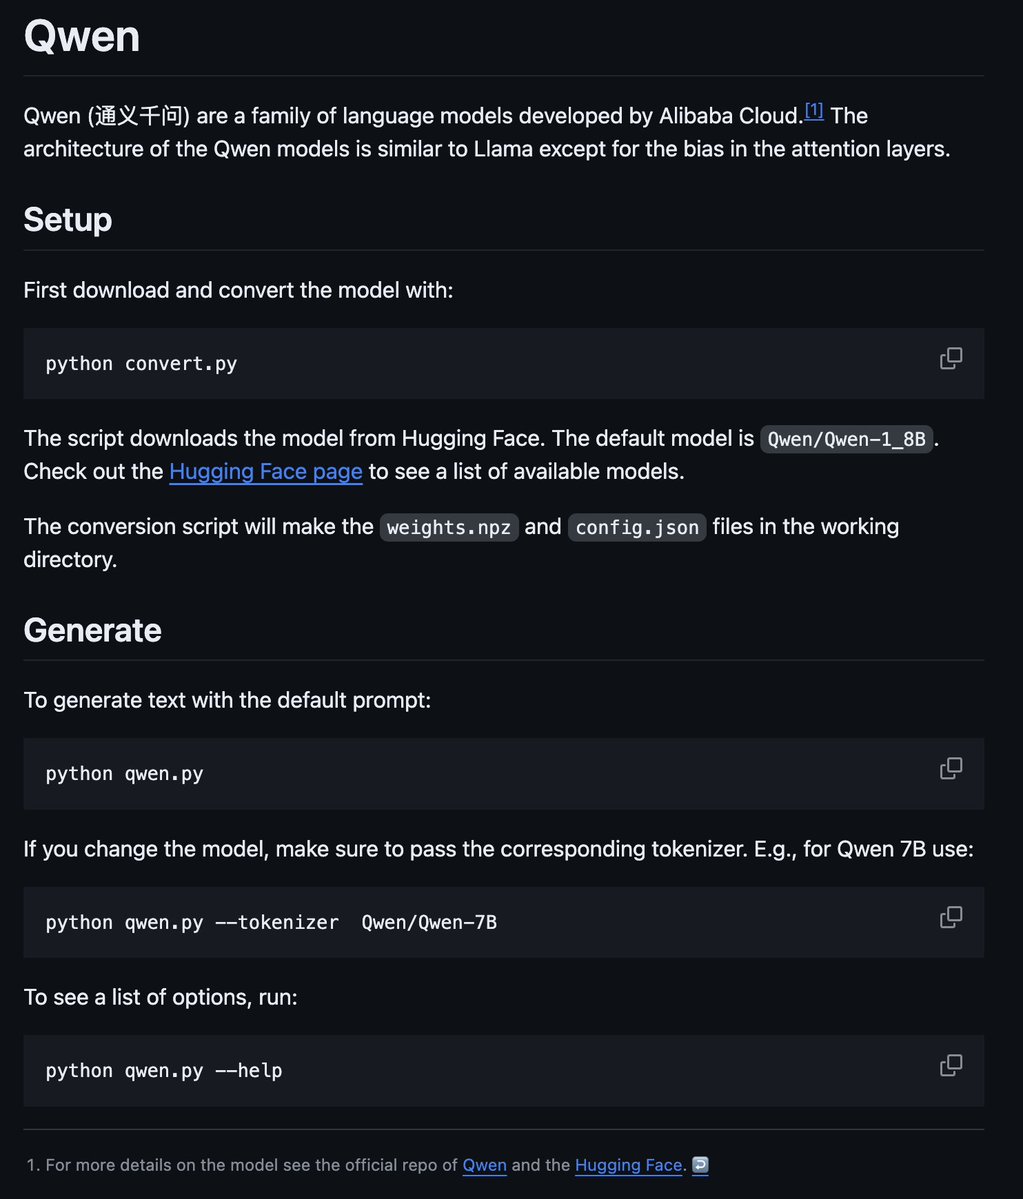 Qwen
Qwen (通义千问) are a family of language models developed by Alibaba Cloud.[1] The
architecture of the Qwen models is similar to Llama except for the bias in the attention layers.
Setup
First download and convert the model with:
python convert.py
The script downloads the model from Hugging Face. The default model is Qwen/Qwen-1_8B.
Check out the Hugging Face page to see a list of available models.
The conversion script will make the weights.npz and config.json files in the working
directory.
Generate
To generate text with the default prompt:
python qwen.py
If you change the model, make sure to pass the corresponding tokenizer. E.g., for Qwen 7B use:
python qwen.py --tokenizer  Qwen/Qwen-7B
To see a list of options, run:
python qwen.py --help
1. For more details on the model see the official repo of Qwen and the Hugging Face. ↩